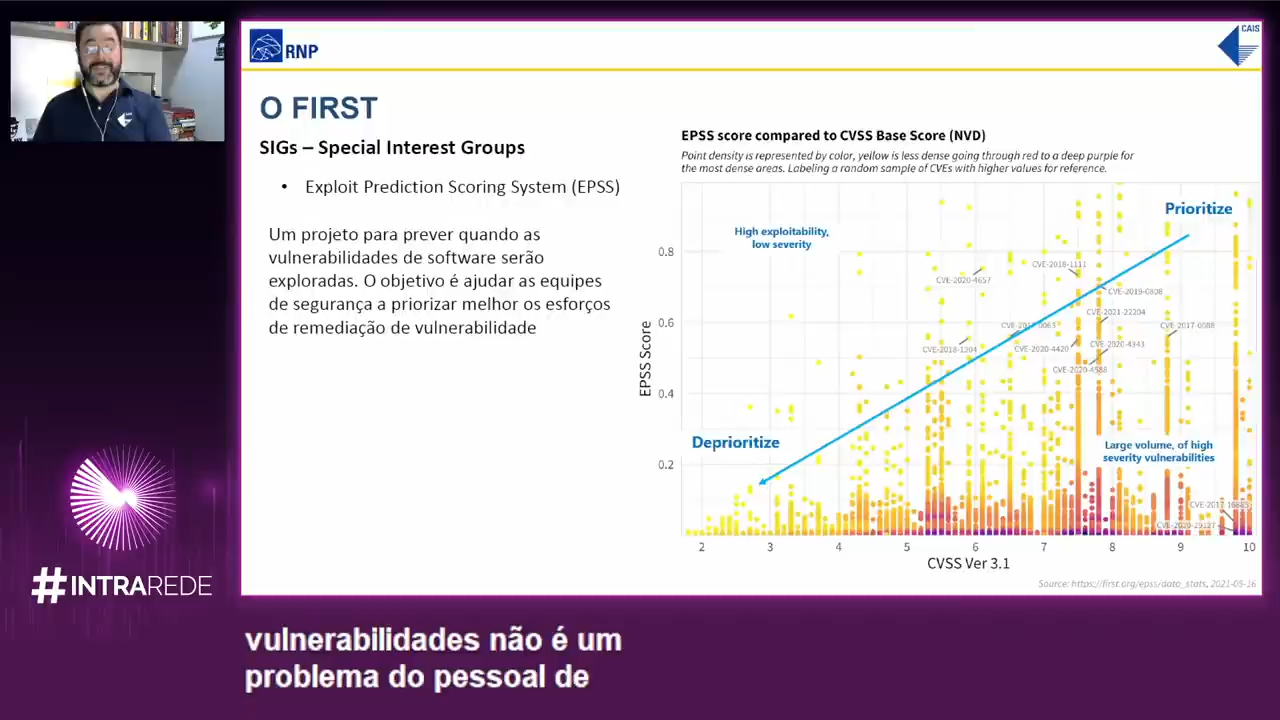 RNP
CAIS
O FIRST
SIGs – Special Interest Groups
• Exploit Prediction Scoring System (EPSS)
Um projeto para prever quando as
vulnerabilidades de software serão
exploradas. O objetivo é ajudar as equipes
de segurança a priorizar melhor os esforços
de remediação de vulnerabilidade
EPSS score compared to CVSS Base Score (NVD)
Point density is represented by color, yellow is less dense going through red to a deep purple for
the most dense areas. Labeling a random sample of CVEs with higher values for reference.
Prioritize
High exploitability,
low severity
0.8
CVE-2018-1111
CVE-2020-4657
CVE-2019-0808
CVE-2021-22204
0.6
CVE-2018-1304
CVE-2020-4420
CVE-2020-4343
CVE-2020-4588
EPSS Score
0.4
Deprioritize
Large volume, of high
severity vulnerabilities
0.2
CVE-2020-29127
2 3 4 5 6 7 8 9 10
CVSS Ver 3.1
Source: https://first.org/epss/data_stats, 2021-08-16
#INTRAREDE
vulnerabilidades não é um
problema do pessoal de